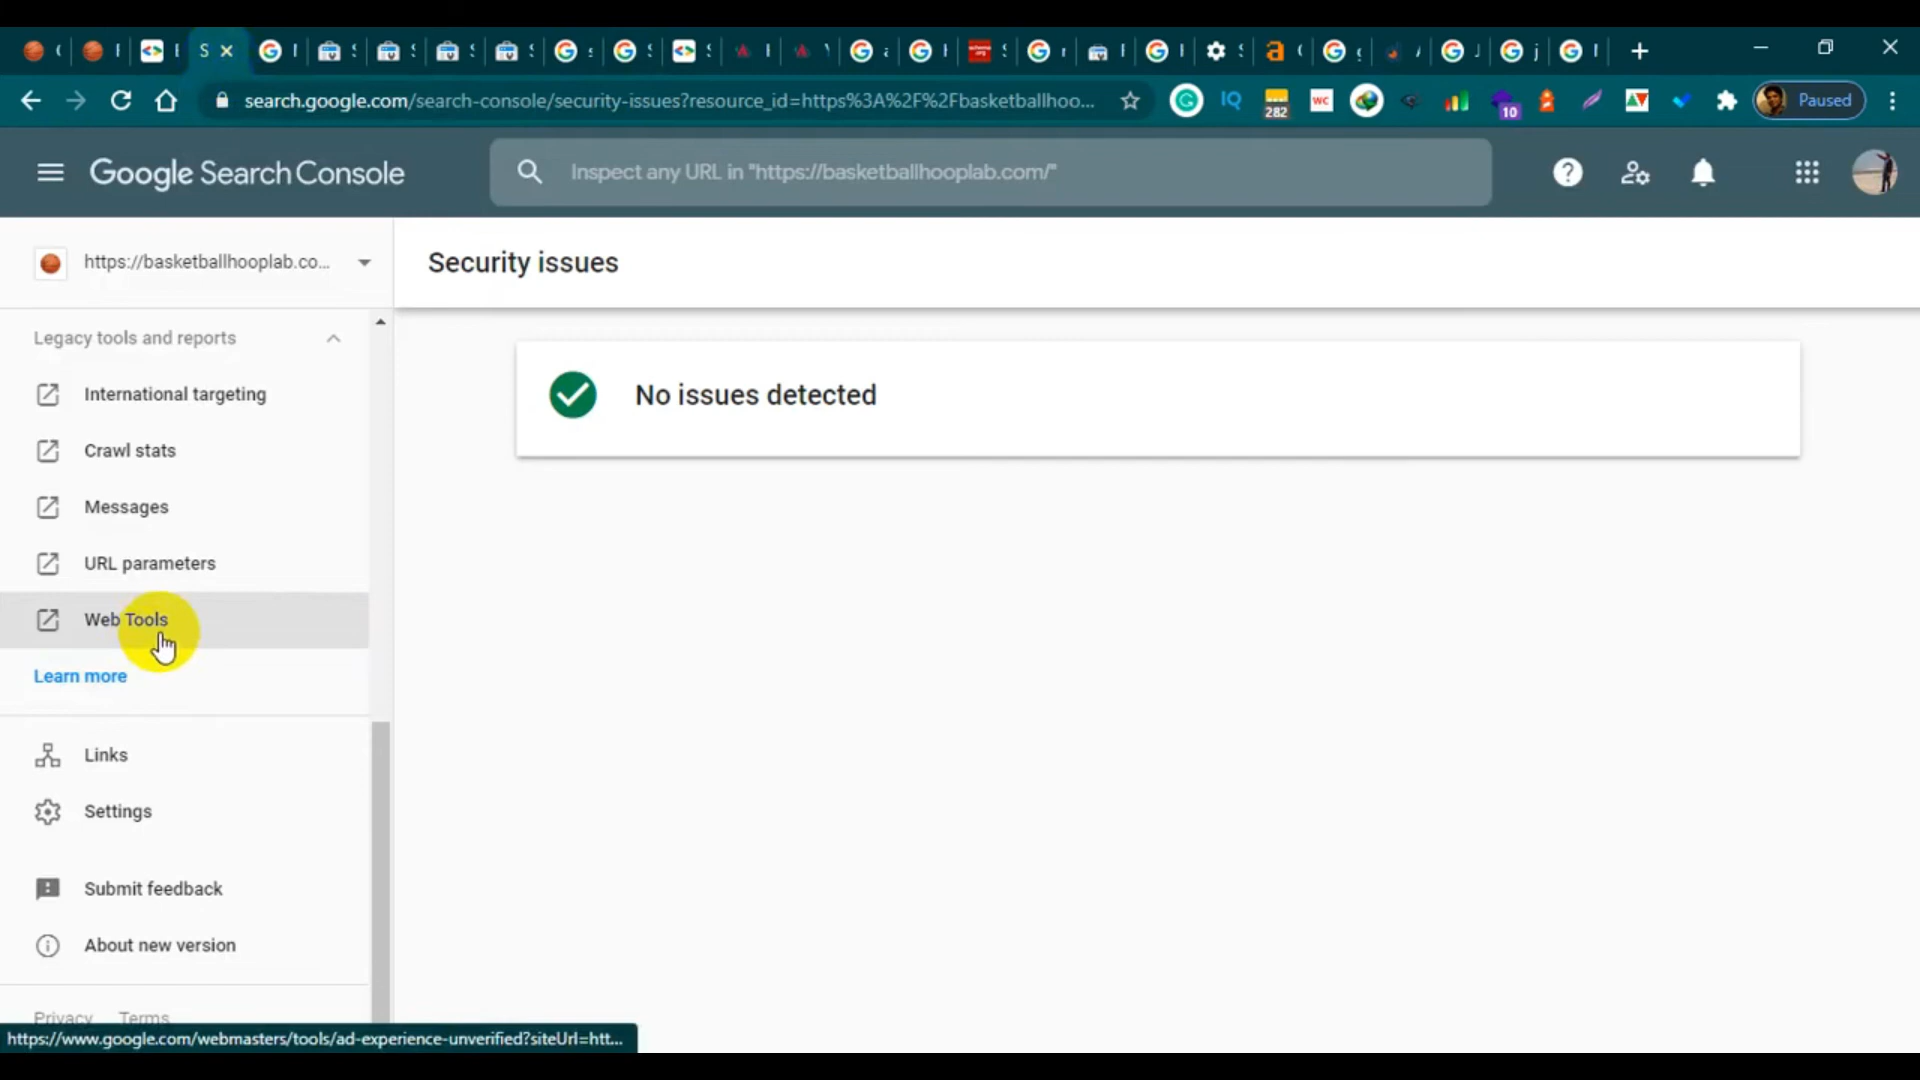 search.google.com/search-console/security-issues?resource_id=https%3A%2F%2Fbasketballhoo...
WC
282
10
Paused
Google Search Console
Inspect any URL in "https://basketballhooplab.com/"
https://basketballhooplab.co...
Security issues
Legacy tools and reports
No issues detected
International targeting
Crawl stats
Messages
URL parameters
Web Tools
Learn more
Links
Settings
Submit feedback
About new version
Privacy Terms
https://www.google.com/webmasters/tools/ad-experience-unverified?siteUrl=htt...